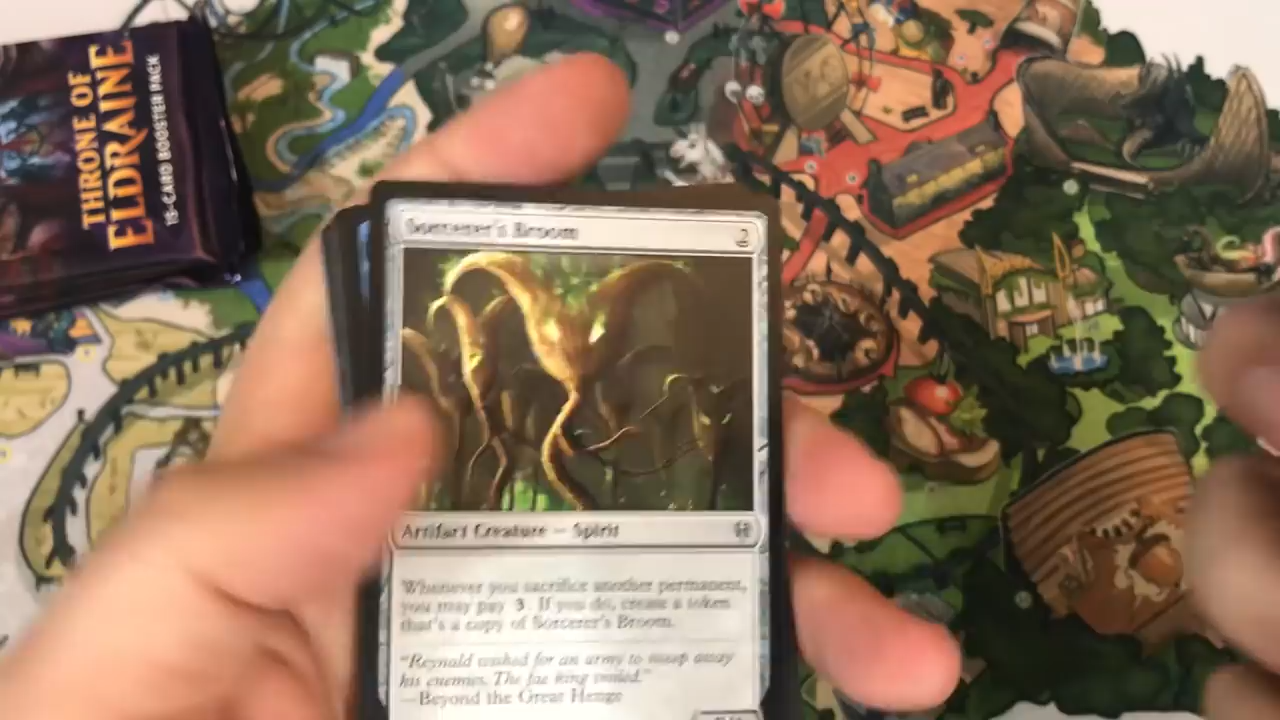 THRONE OF
ELDRAINE
15-CARD BOOSTER PACK
Sorcerer's Broom
2
Artifact Creature — Spirit
Whenever you sacrifice another permanent,
you may pay 3. If you do, create a token
that's a copy of Sorcerer's Broom.
"Reynald wished for an army to sweep away
his enemies. The fae king smiled."
—Beyond the Great Henge